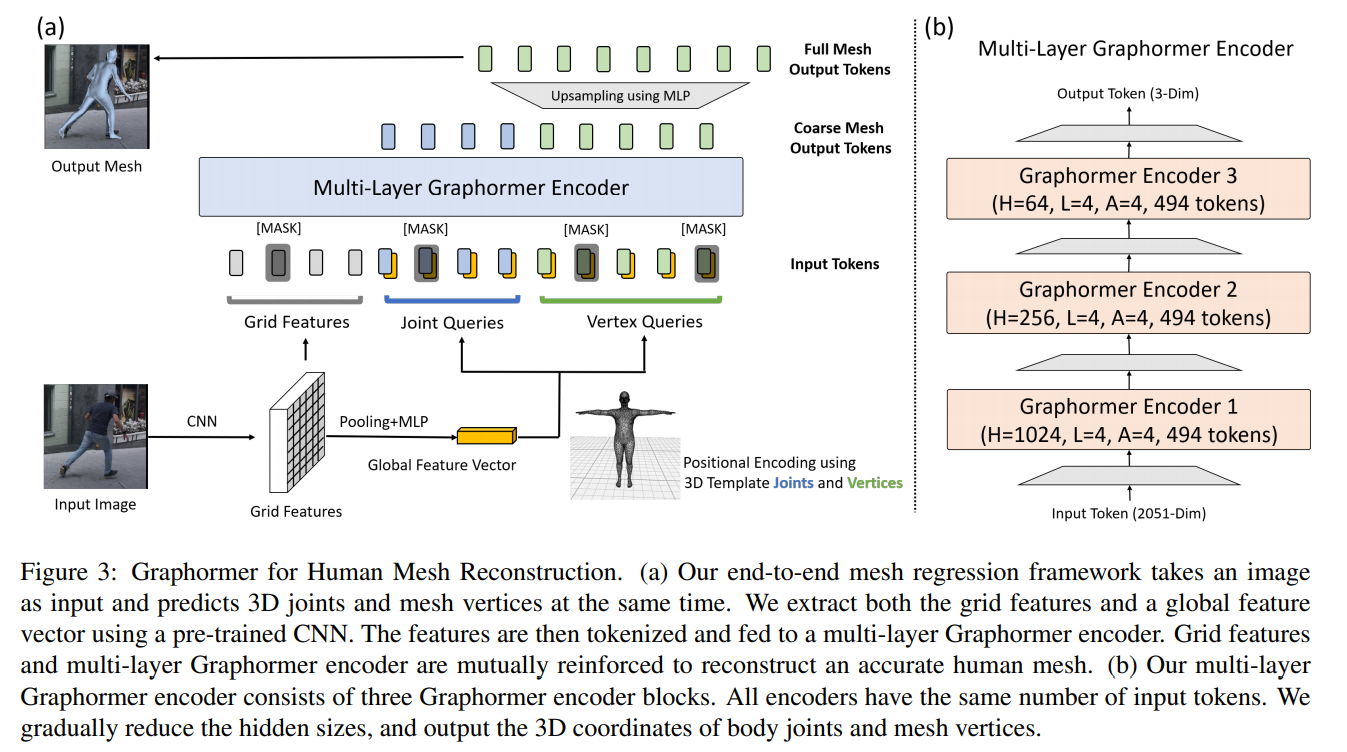 (a)
Full Mesh
Output Tokens
Upsampling using MLP
Output Mesh
Coarse Mesh
Output Tokens
Multi-Layer Graphormer Encoder
[MASK] [MASK] [MASK] [MASK]
Input Tokens
Grid Features Joint Queries Vertex Queries
CNN
Pooling+MLP
Global Feature Vector
Positional Encoding using
3D Template Joints and Vertices
Input Image
Grid Features
(b)
Multi-Layer Graphormer Encoder
Output Token (3-Dim)
Graphormer Encoder 3
(H=64, L=4, A=4, 494 tokens)
Graphormer Encoder 2
(H=256, L=4, A=4, 494 tokens)
Graphormer Encoder 1
(H=1024, L=4, A=4, 494 tokens)
Input Token (2051-Dim)
Figure 3: Graphormer for Human Mesh Reconstruction. (a) Our end-to-end mesh regression framework takes an image
as input and predicts 3D joints and mesh vertices at the same time. We extract both the grid features and a global feature
vector using a pre-trained CNN. The features are then tokenized and fed to a multi-layer Graphormer encoder. Grid features
and multi-layer Graphormer encoder are mutually reinforced to reconstruct an accurate human mesh. (b) Our multi-layer
Graphormer encoder consists of three Graphormer encoder blocks. All encoders have the same number of input tokens. We
gradually reduce the hidden sizes, and output the 3D coordinates of body joints and mesh vertices.